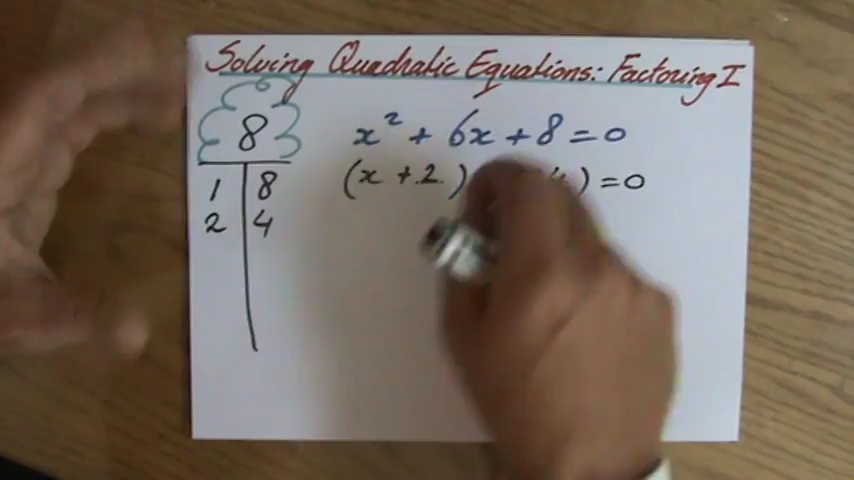 Solving Quadratic Equations: Factoring I
8
x² + 6x + 8 = 0
1 8
(x + 2) ) = 0
2 4